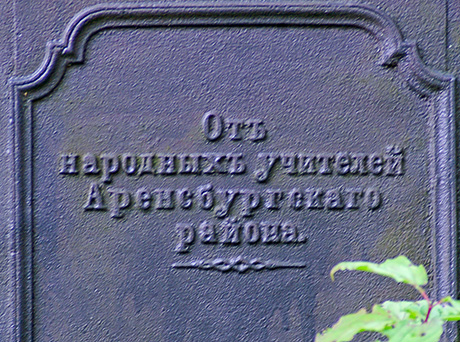 Отъ
народныхъ учителей
Аренсбургскаго
района.